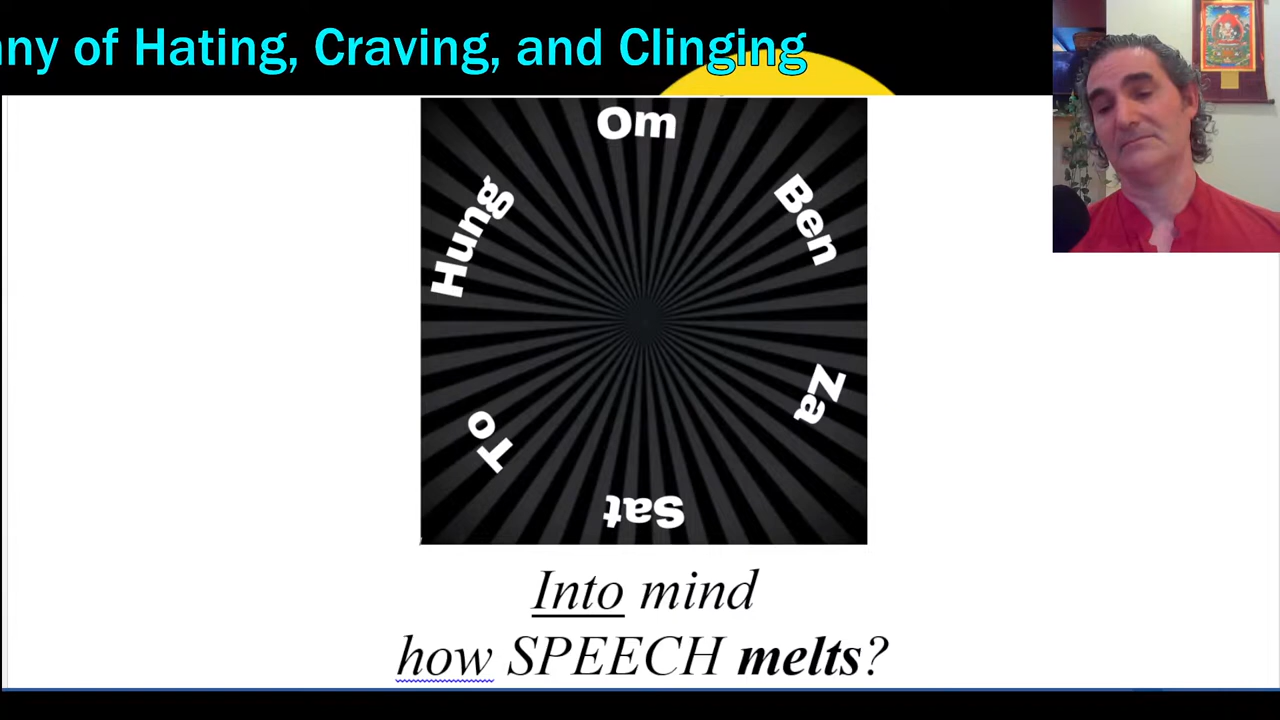 ny of Hating, Craving, and Clinging
Om
Ben
Za
Sat
To
Hung
Into mind
how SPEECH melts?